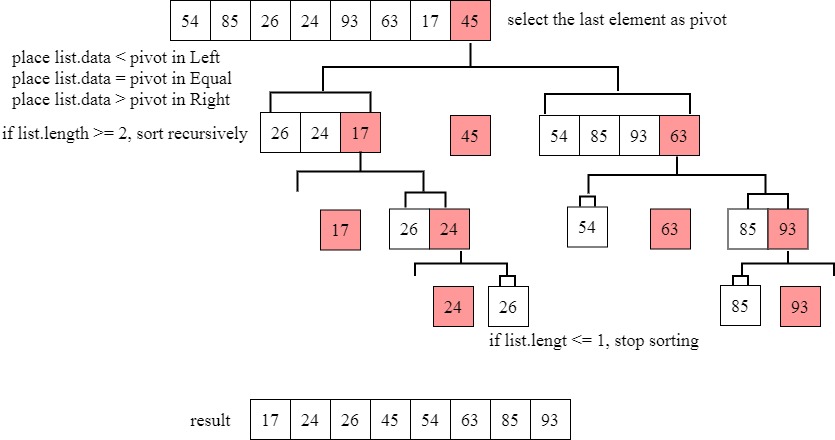 54 85 26 24 93 63 17 45 select the last element as pivot
place list.data < pivot in Left
place list.data = pivot in Equal
place list.data > pivot in Right
if list.length >= 2, sort recursively 26 24 17 45 54 85 93 63
17 26 24 54 63 85 93
24 26 85 93
if list.lengt <= 1, stop sorting
result 17 24 26 45 54 63 85 93